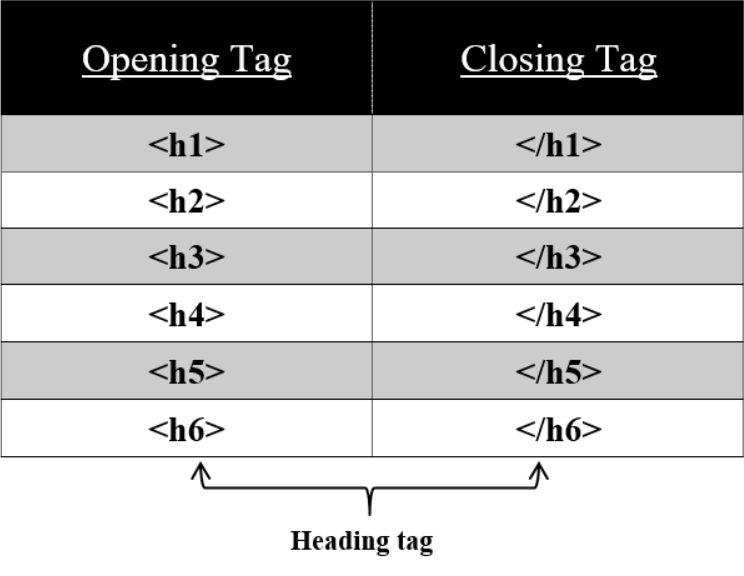 Opening Tag Closing Tag
<h1> </h1>
<h2> </h2>
<h3> </h3>
<h4> </h4>
<h5> </h5>
<h6> </h6>
Heading tag